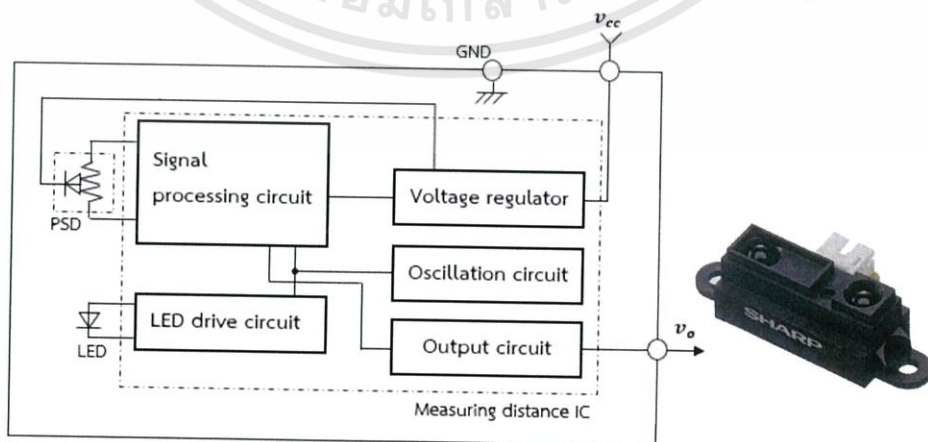 v_cc
GND
Signal
processing circuit
Voltage regulator
PSD
Oscillation circuit
LED drive circuit
LED
Output circuit
v_o
SHARP
Measuring distance IC